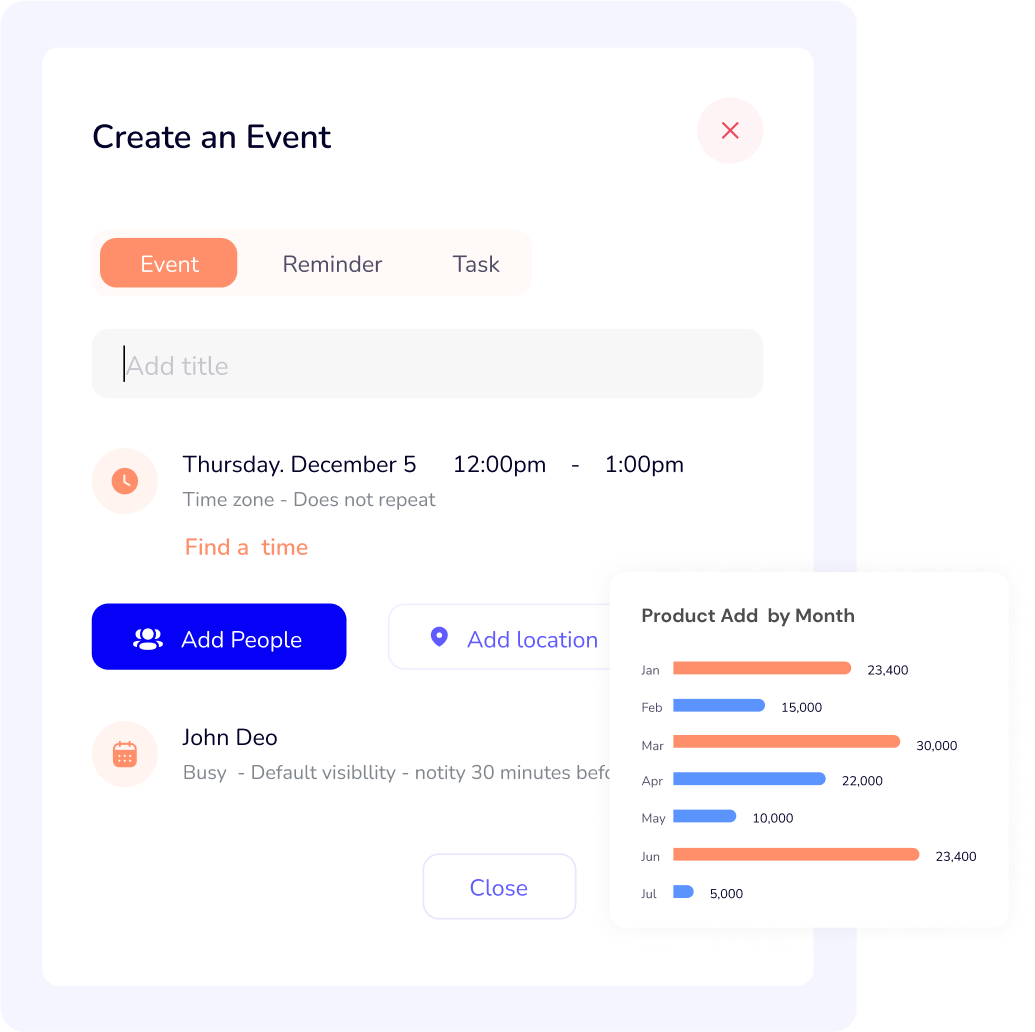 Create an Event
Event Reminder Task
Add title
Thursday. December 5 12:00pm - 1:00pm
Time zone - Does not repeat
Find a time
Add People Add location
John Deo
Busy - Default visibllity - notity 30 minutes befo
Close
Product Add by Month
Jan 23,400
Feb 15,000
Mar 30,000
Apr 22,000
May 10,000
Jun 23,400
Jul 5,000